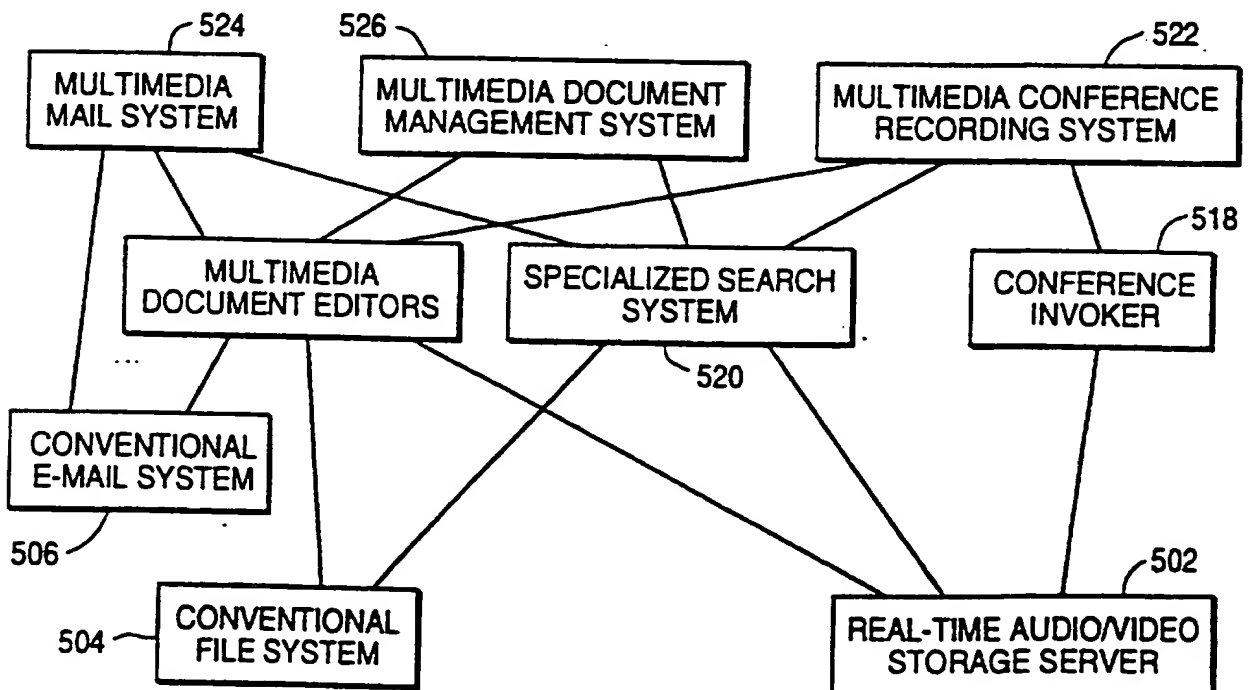 524
526
522
MULTIMEDIA
MAIL SYSTEM
MULTIMEDIA DOCUMENT
MANAGEMENT SYSTEM
MULTIMEDIA CONFERENCE
RECORDING SYSTEM
518
MULTIMEDIA
DOCUMENT EDITORS
SPECIALIZED SEARCH
SYSTEM
CONFERENCE
INVOKER
...
520
CONVENTIONAL
E-MAIL SYSTEM
506
502
504
CONVENTIONAL
FILE SYSTEM
REAL-TIME AUDIO/VIDEO
STORAGE SERVER